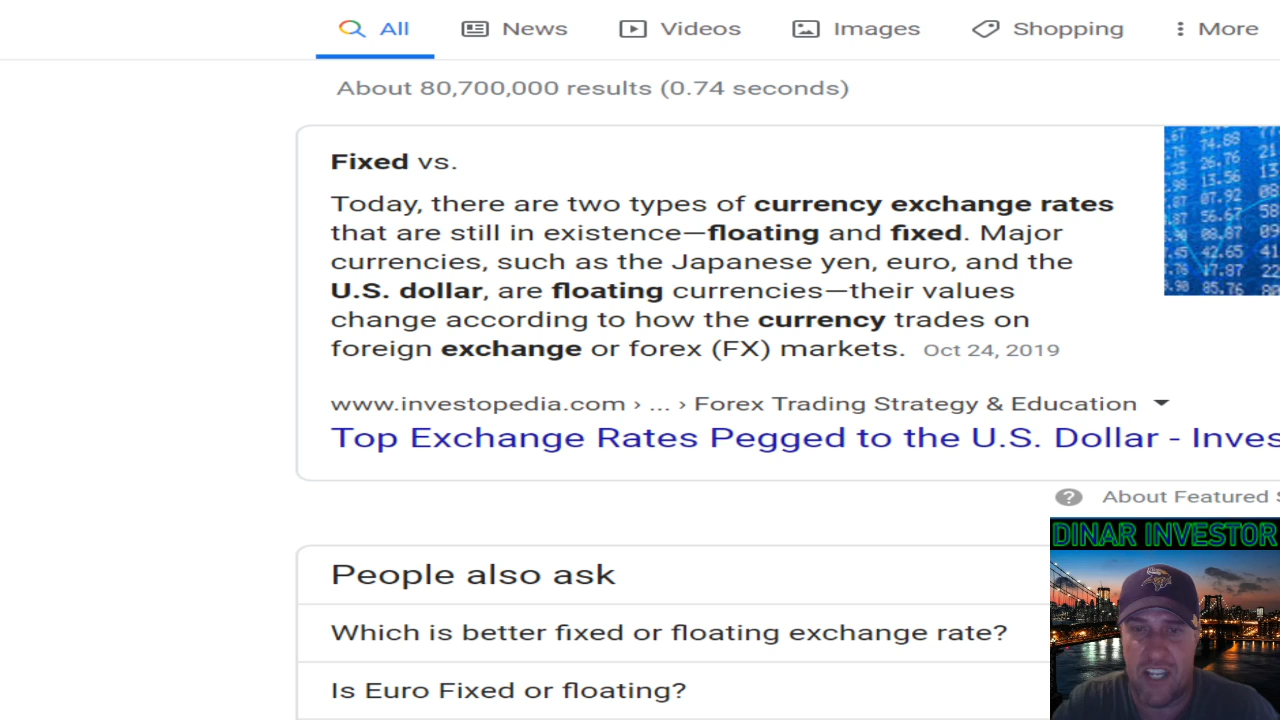 All News Videos Images Shopping More
About 80,700,000 results (0.74 seconds)
Fixed vs.
Today, there are two types of currency exchange rates
that are still in existence—floating and fixed. Major
currencies, such as the Japanese yen, euro, and the
U.S. dollar, are floating currencies—their values
change according to how the currency trades on
foreign exchange or forex (FX) markets. Oct 24, 2019
www.investopedia.com › ... › Forex Trading Strategy & Education
Top Exchange Rates Pegged to the U.S. Dollar - Inves
About Featured
DINAR INVESTOR
People also ask
Which is better fixed or floating exchange rate?
Is Euro Fixed or floating?